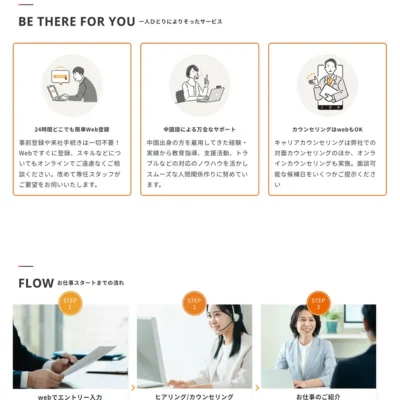 BE THERE FOR YOU 一人ひとりによりそったサービス
24時間どこでも簡単Web登録
事前登録や来社手続きは一切不要！
Webですぐに登録、スキルなどにつ
いてもオンラインでご遠慮なくご相
談ください。改めて専任スタッフが
ご要望をお伺いいたします。
中国語による万全なサポート
中国出身の方を雇用してきた経験・
実績から教育指導、支援活動、トラ
ブルなどの対応のノウハウを活かし
スムーズな人間関係作りに努めてい
ます。
カウンセリングはwebもOK
キャリアカウンセリングは弊社での
対面カウンセリングのほか、オンラ
インカウンセリングも実施。面談可
能な候補日をいくつかご提示くださ
い
FLOW お仕事スタートまでの流れ
STEP
1
webでエントリー入力
STEP
2
ヒアリング/カウンセリング
STEP
3
お仕事のご紹介